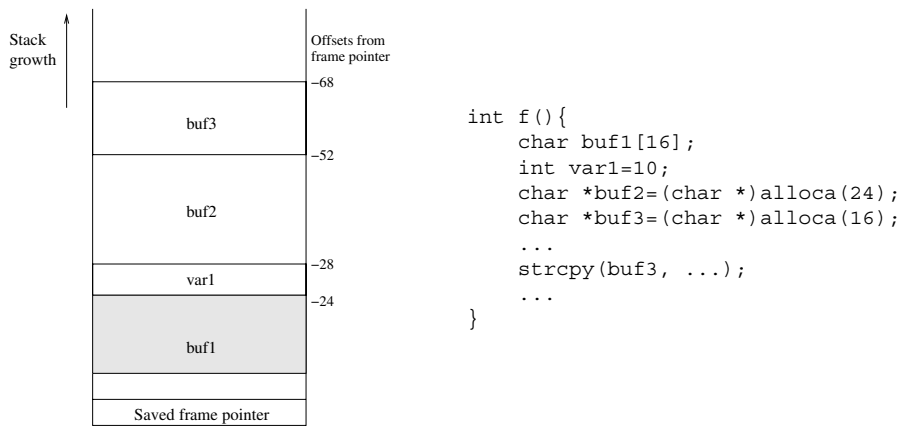 Stack
growth
Offsets from
frame pointer
−68
buf3
−52
buf2
−28
var1
−24
buf1
Saved frame pointer
int f(){
    char buf1[16];
    int var1=10;
    char *buf2=(char *)alloca(24);
    char *buf3=(char *)alloca(16);
    ...
    strcpy(buf3, ...);
    ...
}